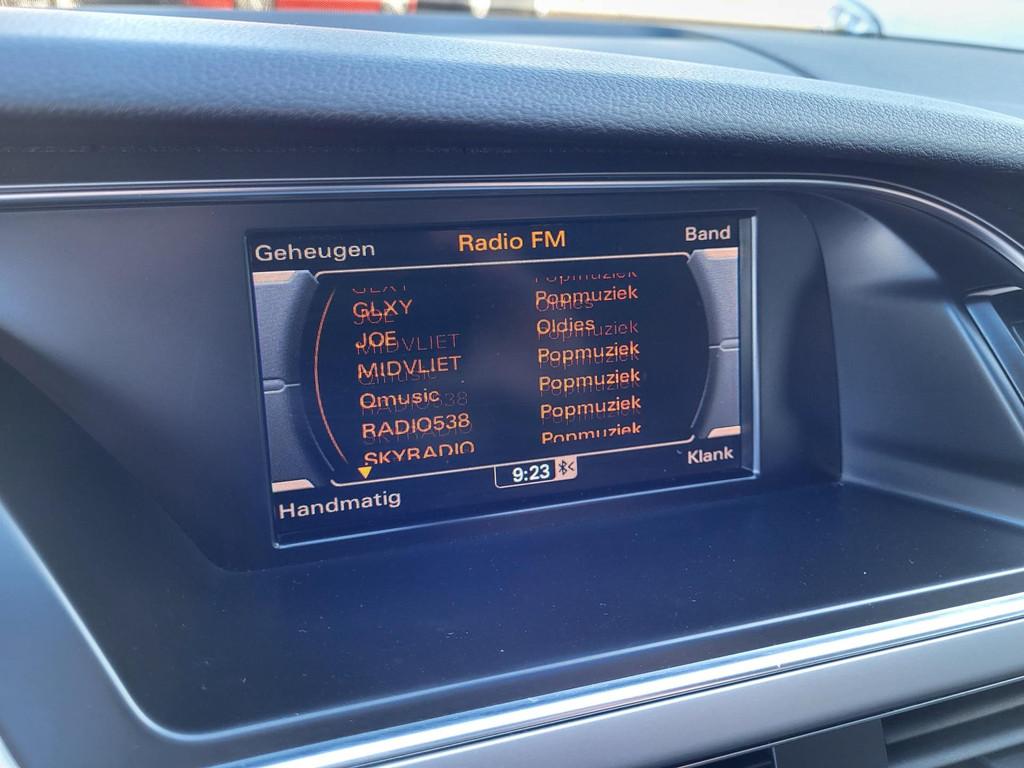 Geheugen Radio FM Band
GLXY Popmuziek
JOE Oldies
MIDVLIET Popmuziek
Qmusic Popmuziek
RADIO538 Popmuziek
SKYRADIO Popmuziek
9:23
Handmatig Klank